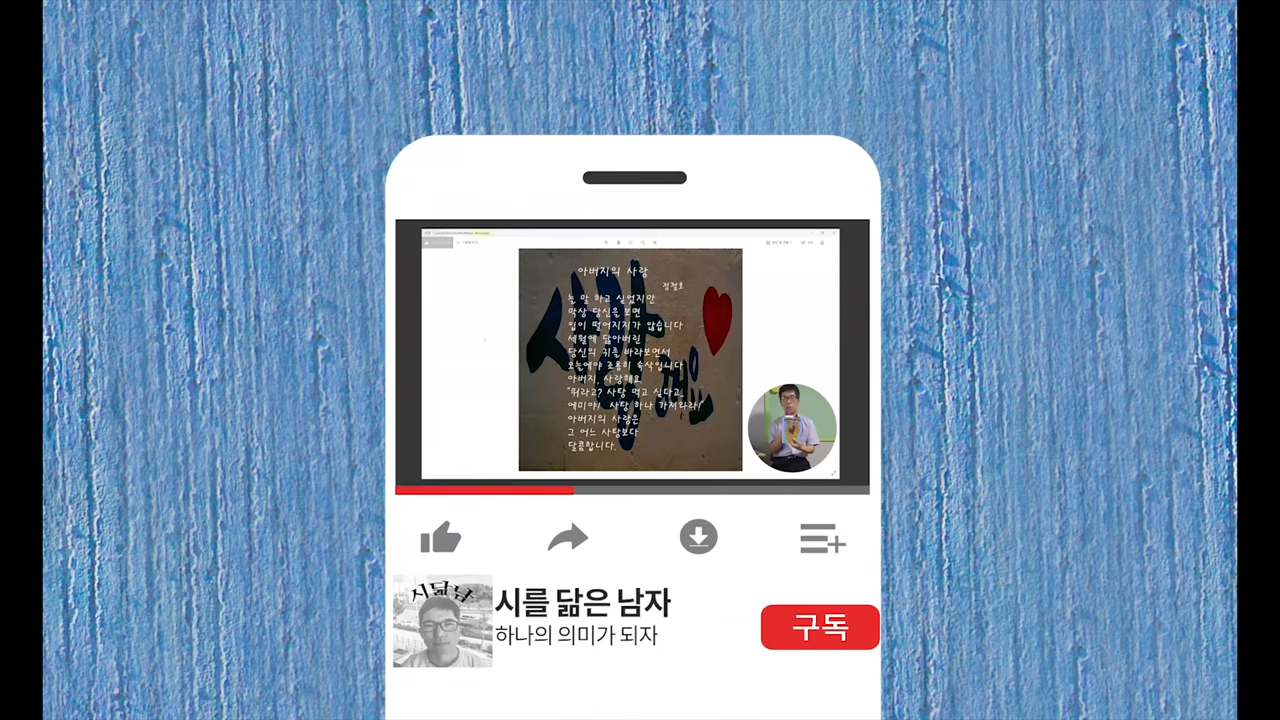 아버지의 사랑
정철호
늘 말 하고 싶었지만
막상 당신을 보면
입이 떨어지지가 않습니다
세월에 닳아버린
당신의 귀를 바라보면서
오늘에야 조용히 속삭입니다
아버지, 사랑해요
"뭐라고? 사탕 먹고 싶다고
에미야! 사탕 하나 가져와라!"
아버지의 사랑은
그 어느 사탕보다
달콤합니다.
시닮남
시를 닮은 남자
하나의 의미가 되자
구독